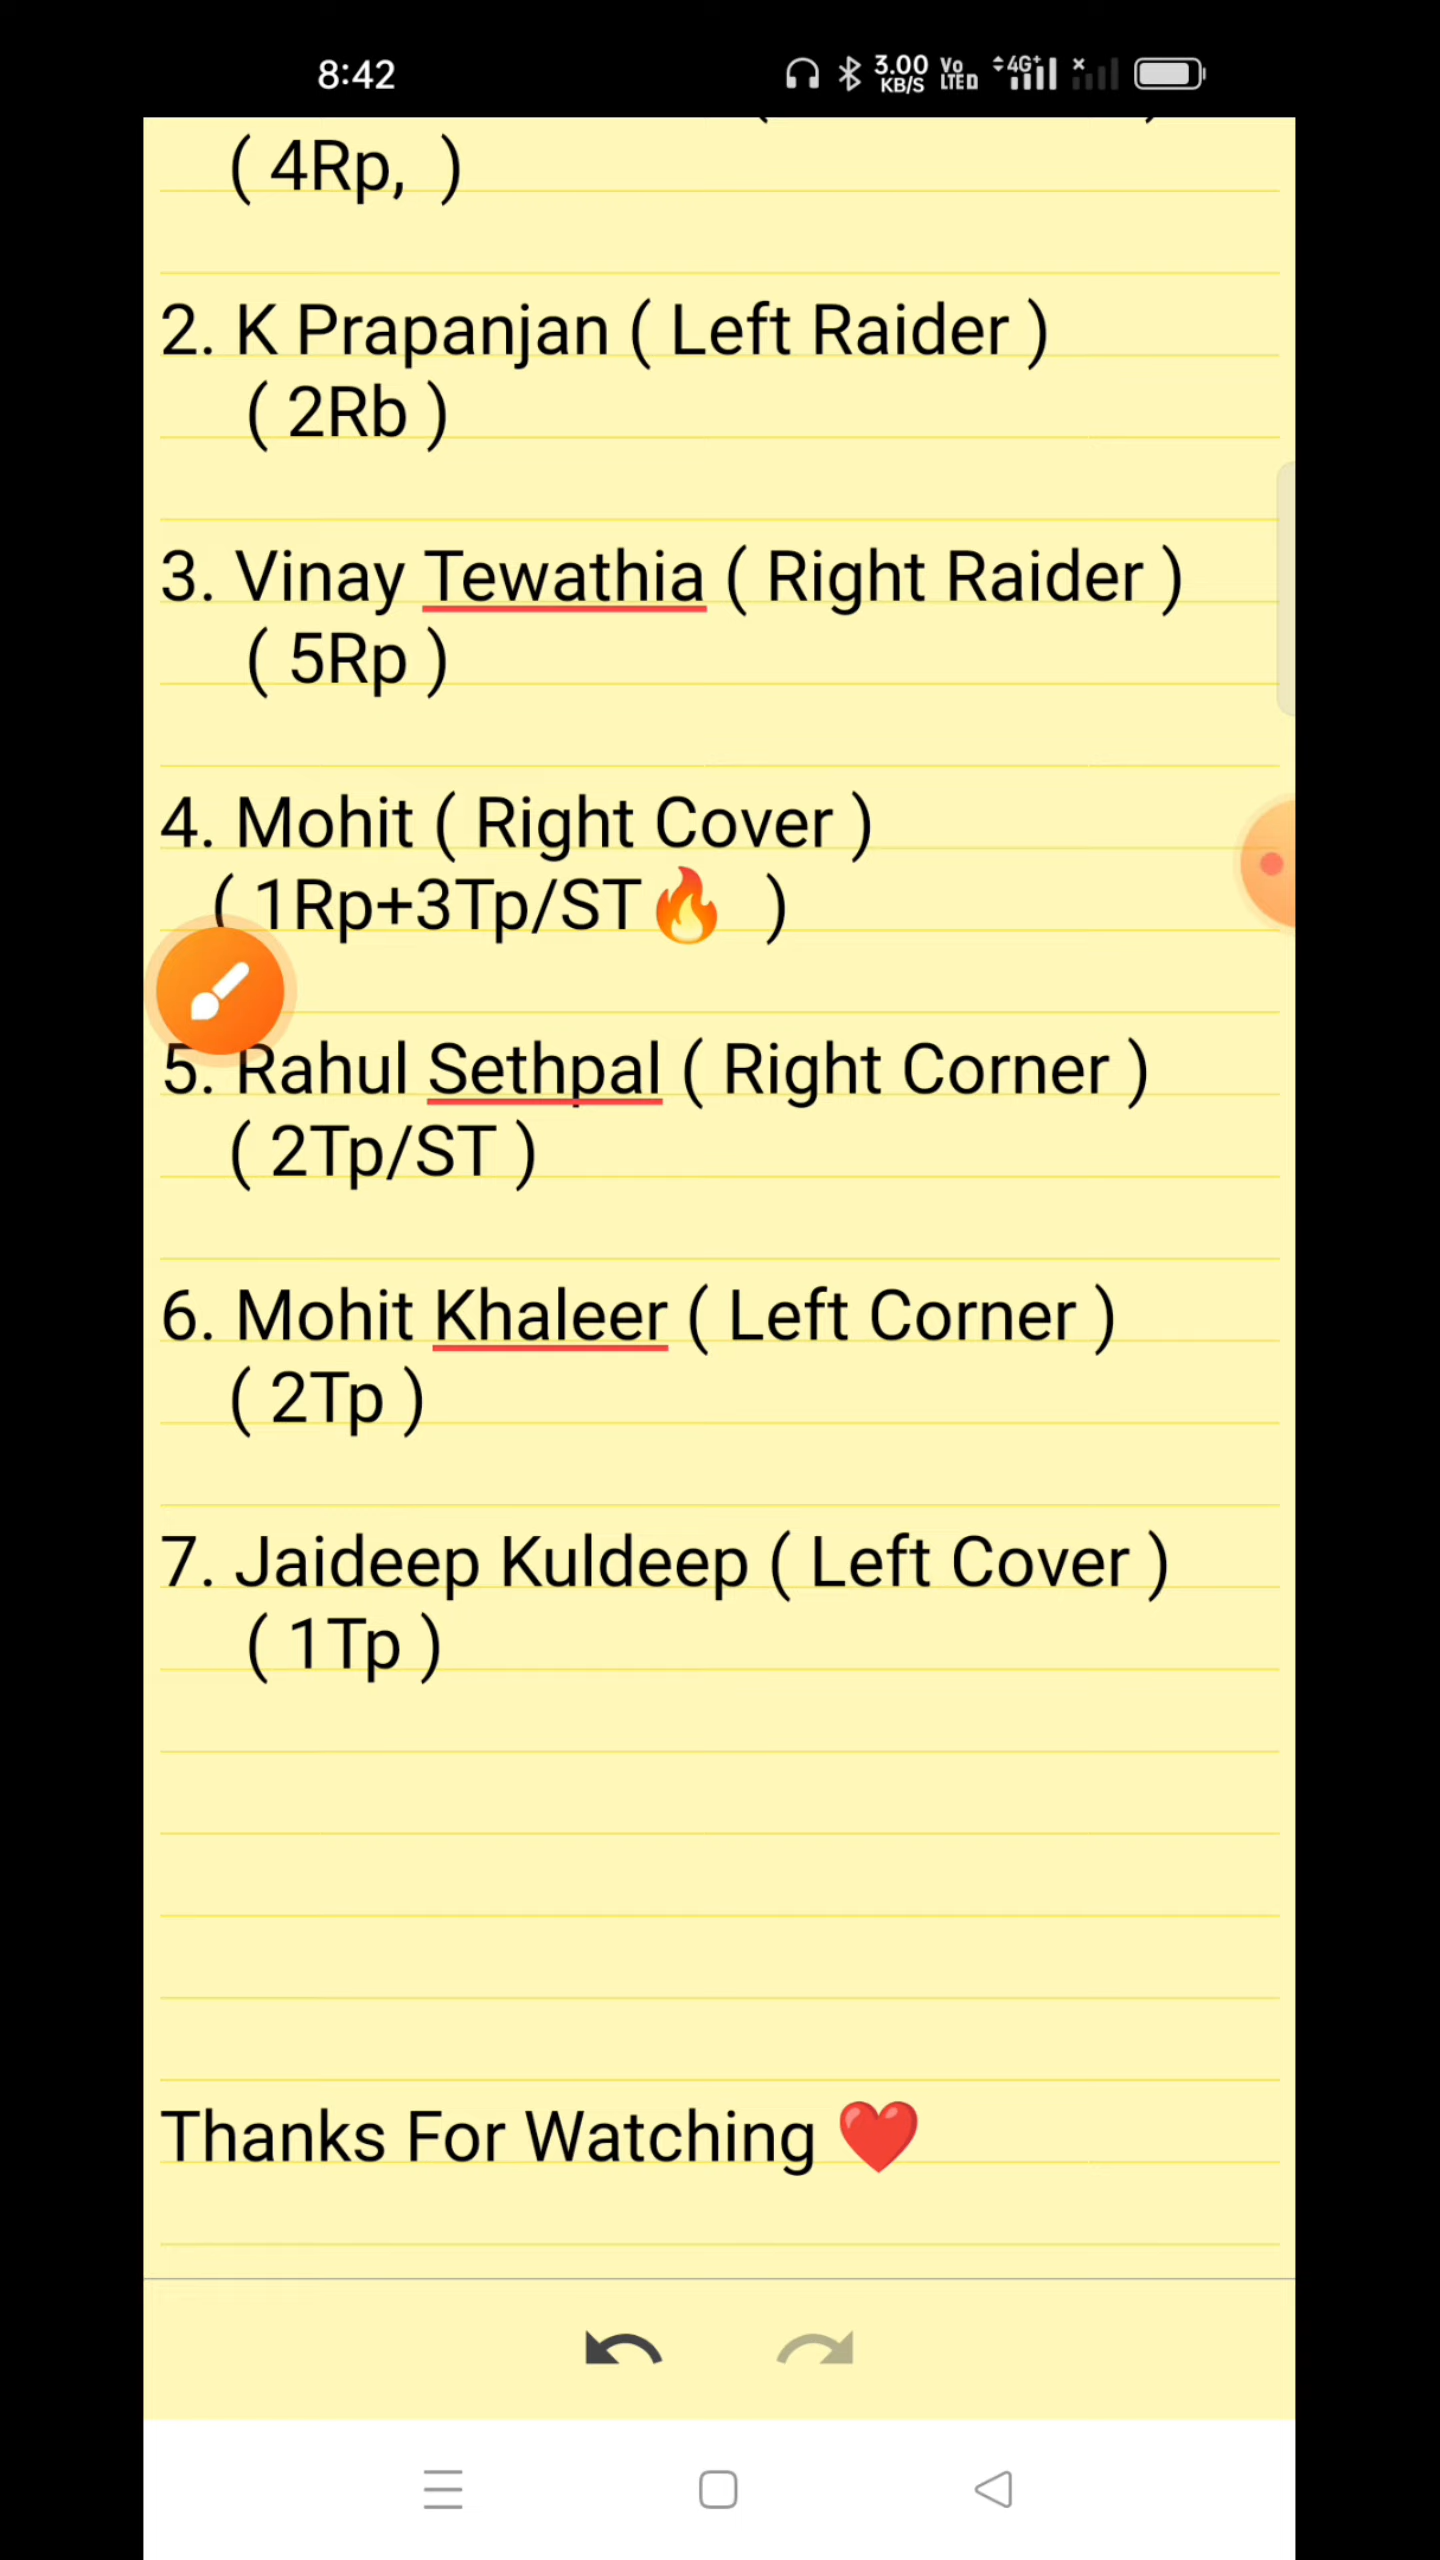 8:42 3.00 KB/S Vo LTE 4G+
( 4Rp, )
2. K Prapanjan ( Left Raider )
( 2Rb )
3. Vinay Tewathia ( Right Raider )
( 5Rp )
4. Mohit ( Right Cover )
( 1Rp+3Tp/ST🔥 )
5. Rahul Sethpal ( Right Corner )
( 2Tp/ST )
6. Mohit Khaleer ( Left Corner )
( 2Tp )
7. Jaideep Kuldeep ( Left Cover )
( 1Tp )
Thanks For Watching ❤️